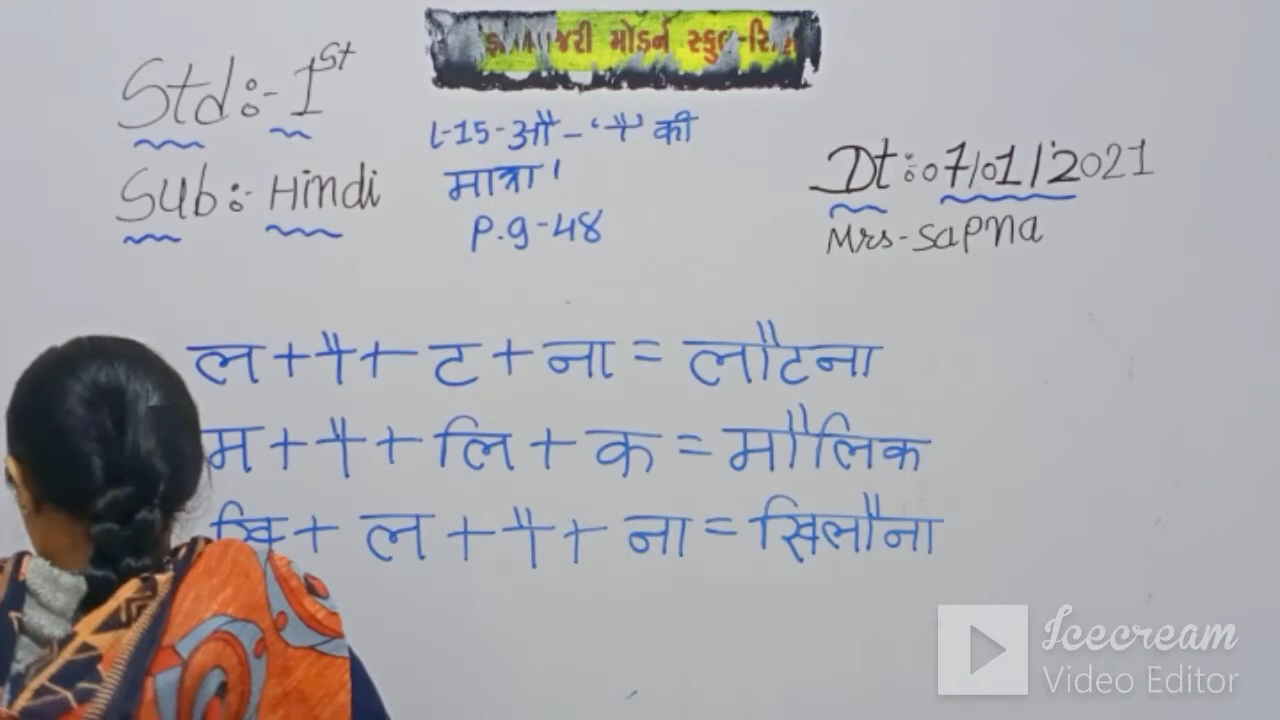 મોડર્ન સ્કુલ
Std:- 1st
L-15-औ-'ौ' की
मात्रा।
P.g-48
Sub:- Hindi
Dt:07/01/2021
Mrs-Sapna
ल+ौ+ट+ना=लौटना
म+ौ+लि+क=मौलिक
खि+ल+ौ+ना=खिलौना
Icecream
Video Editor